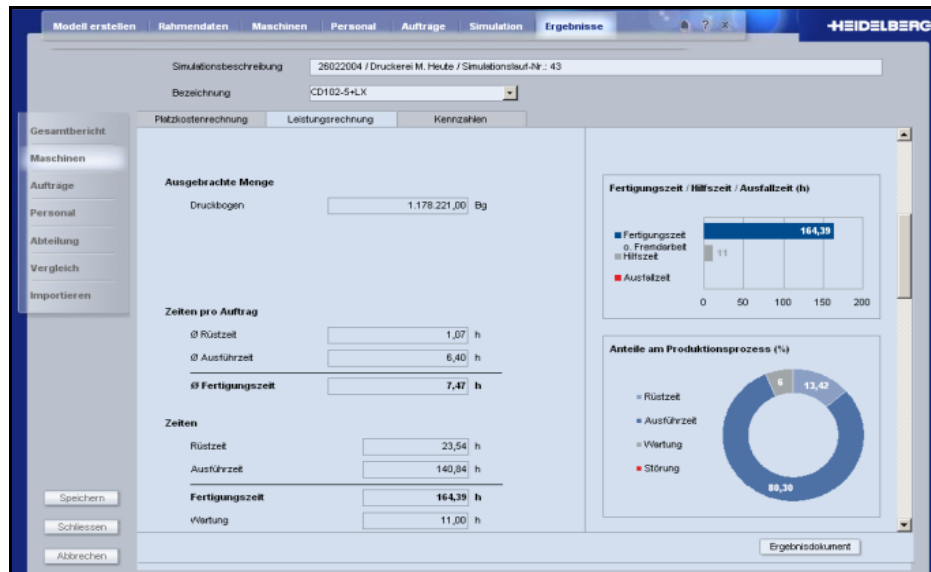 Modell erstellen Rahmendaten Maschinen Personal Aufträge Simulation Ergebnisse ? x HEIDELBERG
Simulationsbeschreibung 26022004 / Druckerei M. Heute / Simulationslauf-Nr.: 43
Bezeichnung CD102-5+LX
Platzkostenrechnung Leistungsrechnung Kennzahlen
Gesamtbericht
Maschinen
Aufträge
Personal
Abteilung
Vergleich
Importieren
Speichern
Schliessen
Abbrechen
Ausgebrachte Menge
Druckbogen 1.178.221,00 Bg
Zeiten pro Auftrag
Ø Rüstzeit 1,07 h
Ø Ausführzeit 6,40 h
Ø Fertigungszeit 7,47 h
Zeiten
Rüstzeit 23,54 h
Ausführzeit 140,84 h
Fertigungszeit 164,39 h
Wartung 11,00 h
Fertigungszeit / Hilfszeit / Ausfallzeit (h)
Fertigungszeit 164,39
o. Fremdarbeit
Hilfszeit 11
Ausfallzeit
0 50 100 150 200
Anteile am Produktionsprozess (%)
6 13,42
Rüstzeit
Ausführzeit
Wartung
Störung
80,30
Ergebnisdokument